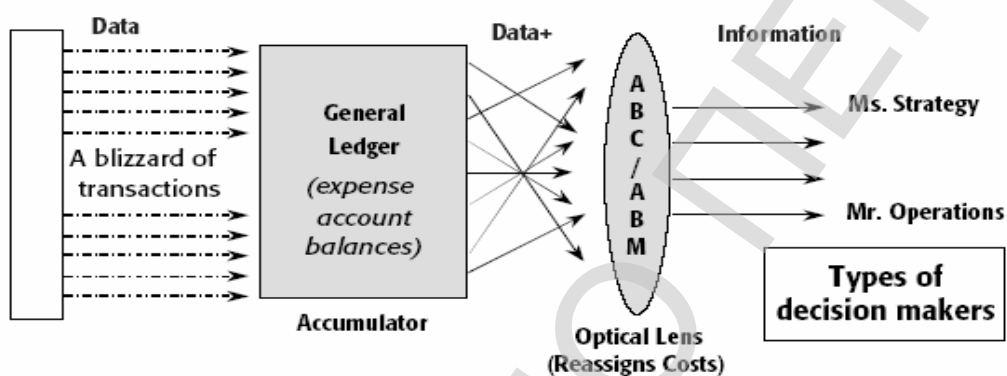 Data
A blizzard of
transactions
General
Ledger
(expense
account
balances)
Accumulator
Data+
A
B
C
/
A
B
M
Optical Lens
(Reassigns Costs)
Information
Ms. Strategy
Mr. Operations
Types of
decision makers